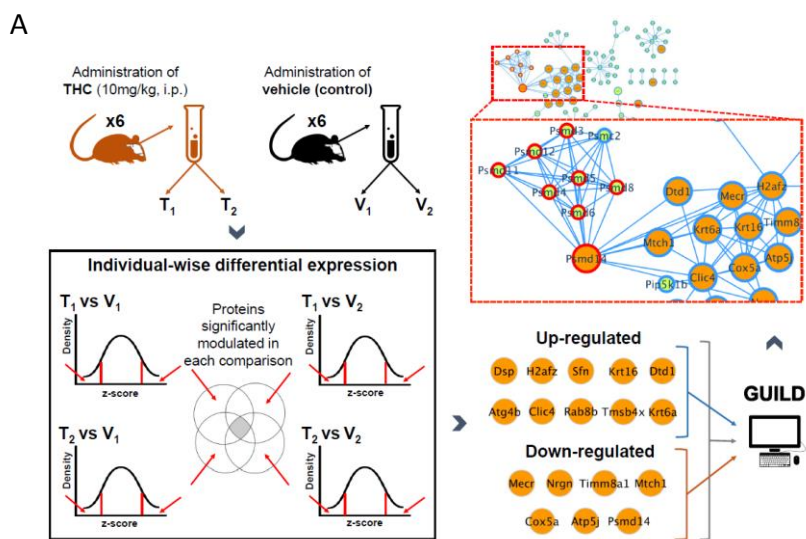 A
Administration of
THC (10mg/kg, i.p.)
x6
T1
T2
Administration of
vehicle (control)
x6
V1
V2
Individual-wise differential expression
T1 vs V1
Density
z-score
Proteins
significantly
modulated in
each comparison
T1 vs V2
Density
z-score
T2 vs V1
Density
z-score
T2 vs V2
Density
z-score
Psmd3
Psmc2
Psmd12
Psmd11
Psmd5
Psmd4
Psmd8
Psmd6
Psmd14
Dtd1
Mecr
H2afz
Krt6a
Krt16
Timm8
Mtch1
Clic4
Cox5a
Atp5j
Pip5k1b
Up-regulated
Dsp H2afz Sfn Krt16 Dtd1
Atg4b Clic4 Rab8b Tmsb4x Krt6a
Down-regulated
Mecr Nrgn Timm8a1 Mtch1
Cox5a Atp5j Psmd14
GUILD